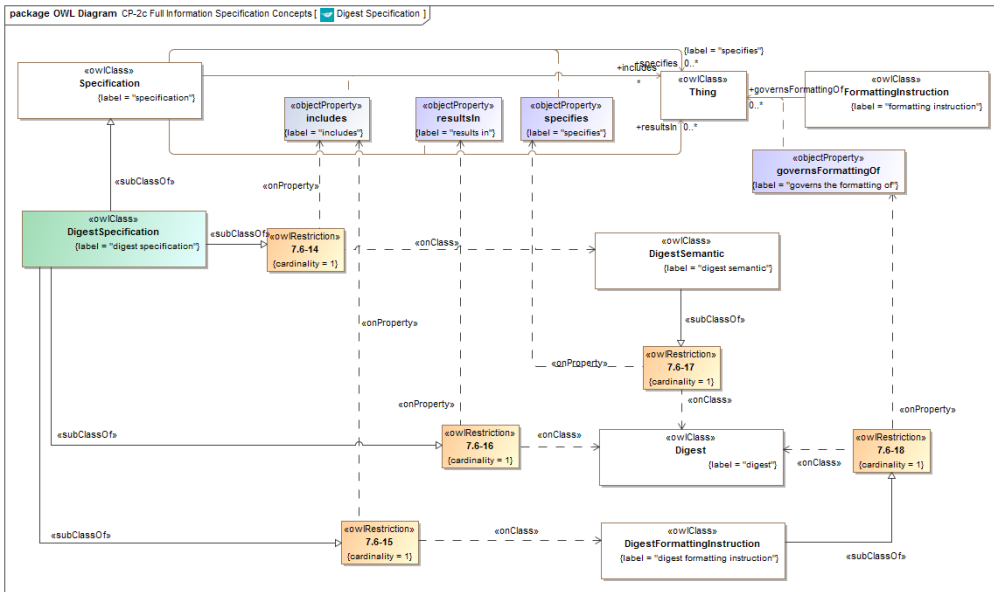 package OWL Diagram CP-2c Full Information Specification Concepts [ Digest Specification ]
{label = "specifies"}
«owlClass»
Specification
{label = "specification"}
+includes
*
+specifies 0..*
«owlClass»
Thing
+governsFormattingOf
0..*
«owlClass»
FormattingInstruction
{label = "formatting instruction"}
«objectProperty»
includes
{label = "includes"}
«objectProperty»
resultsIn
{label = "results in"}
«objectProperty»
specifies
{label = "specifies"}
+resultsIn 0..*
«objectProperty»
governsFormattingOf
{label = "governs the formatting of"}
«subClassOf»
«onProperty»
«owlClass»
DigestSpecification
{label = "digest specification"}
«subClassOf»
«owlRestriction»
7.6-14
{cardinality = 1}
«onClass»
«owlClass»
DigestSemantic
{label = "digest semantic"}
«subClassOf»
«onProperty»
«owlRestriction»
7.6-17
{cardinality = 1}
«onProperty»
«onClass»
«onProperty»
«onProperty»
«subClassOf»
«owlRestriction»
7.6-16
{cardinality = 1}
«onClass»
«owlClass»
Digest
{label = "digest"}
«onClass»
«owlRestriction»
7.6-18
{cardinality = 1}
«subClassOf»
«owlRestriction»
7.6-15
{cardinality = 1}
«onClass»
«owlClass»
DigestFormattingInstruction
{label = "digest formatting instruction"}
«subClassOf»